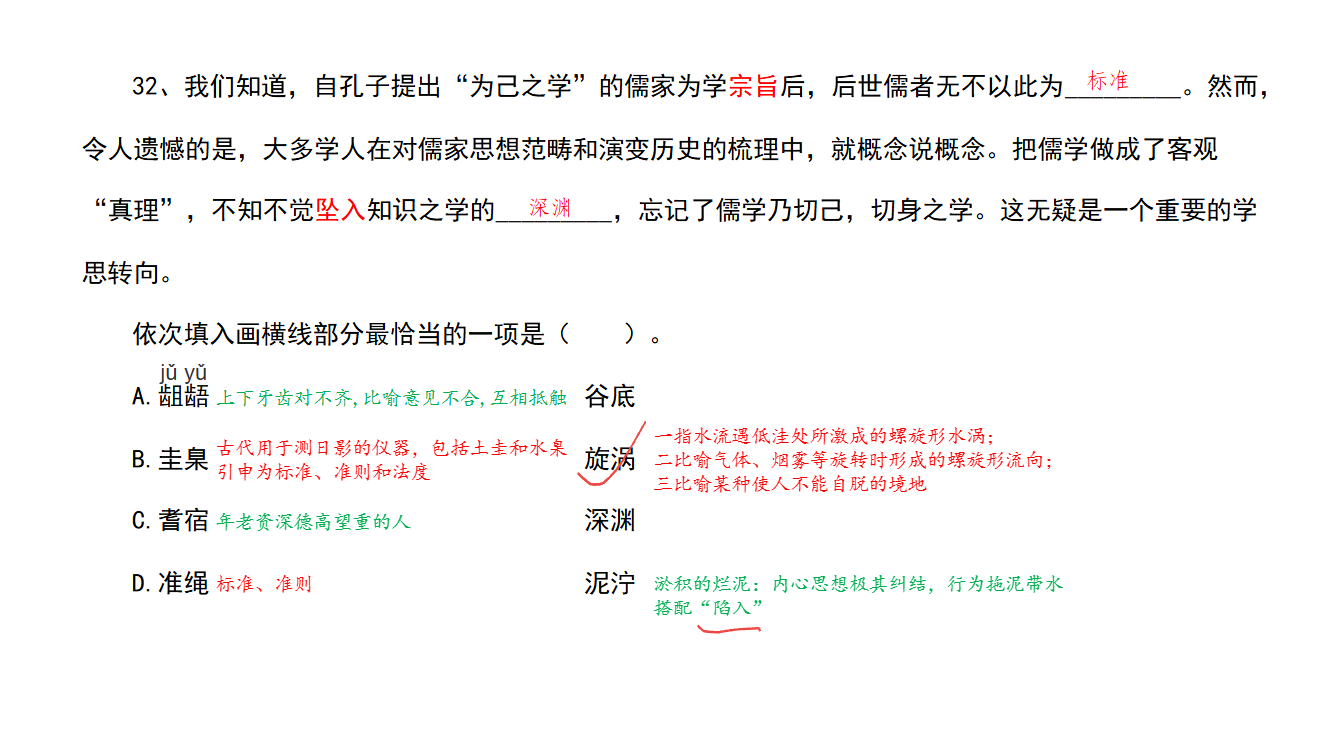 32、我们知道，自孔子提出“为己之学”的儒家为学宗旨后，后世儒者无不以此为_标准_。然而，
令人遗憾的是，大多学人在对儒家思想范畴和演变历史的梳理中，就概念说概念。把儒学做成了客观
“真理”，不知不觉坠入知识之学的_深渊_，忘记了儒学乃切己，切身之学。这无疑是一个重要的学
思转向。
依次填入画横线部分最恰当的一项是（　　）。
jǔ yǔ
A. 龃龉 上下牙齿对不齐,比喻意见不合,互相抵触 谷底
B. 圭臬 古代用于测日影的仪器，包括土圭和水臬
引申为标准、准则和法度
旋涡 一指水流遇低洼处所激成的螺旋形水涡；
二比喻气体、烟雾等旋转时形成的螺旋形流向；
三比喻某种使人不能自脱的境地
C. 耆宿 年老资深德高望重的人 深渊
D. 准绳 标准、准则 泥泞 淤积的烂泥：内心思想极其纠结，行为拖泥带水
搭配“陷入”